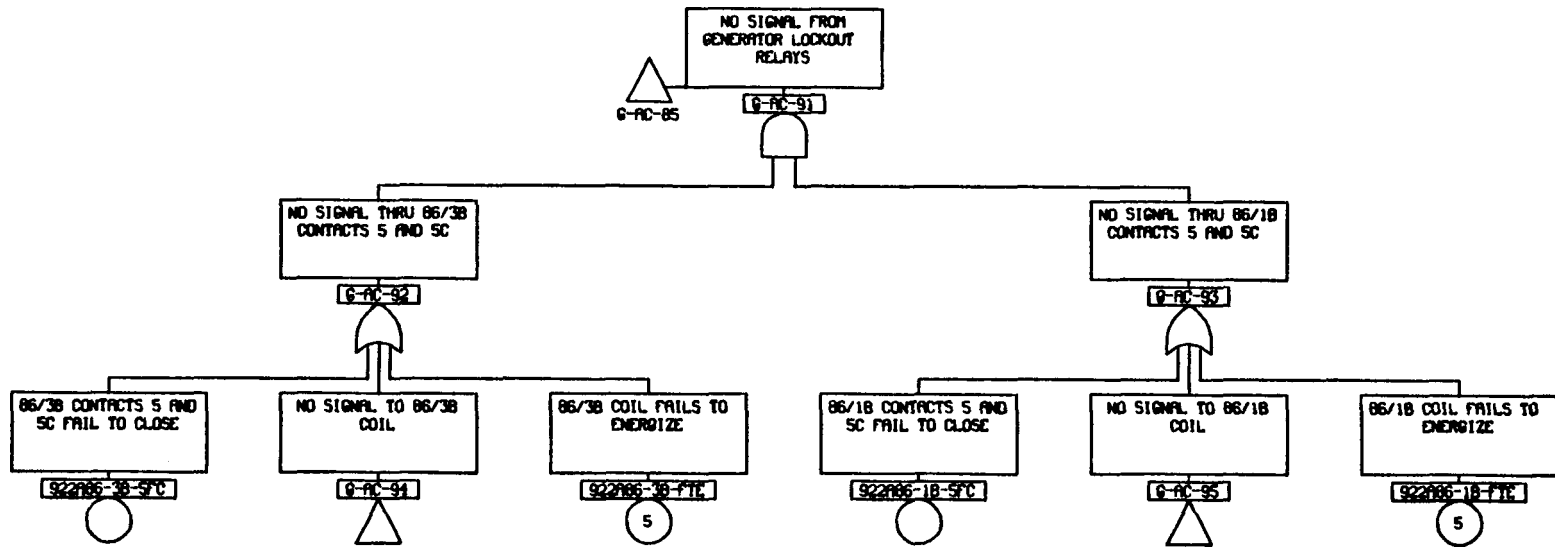 NO SIGNAL FROM
GENERATOR LOCKOUT
RELAYS
G-AC-85
G-AC-91
NO SIGNAL THRU 86/3B
CONTACTS 5 AND 5C
G-AC-92
NO SIGNAL THRU 86/1B
CONTACTS 5 AND 5C
G-AC-93
86/3B CONTACTS 5 AND
5C FAIL TO CLOSE
922A86-3B-5FC
NO SIGNAL TO 86/3B
COIL
G-AC-94
86/3B COIL FAILS TO
ENERGIZE
922A86-3B-FTE
5
86/1B CONTACTS 5 AND
5C FAIL TO CLOSE
922A86-1B-5FC
NO SIGNAL TO 86/1B
COIL
G-AC-95
86/1B COIL FAILS TO
ENERGIZE
922A86-1B-FTE
5